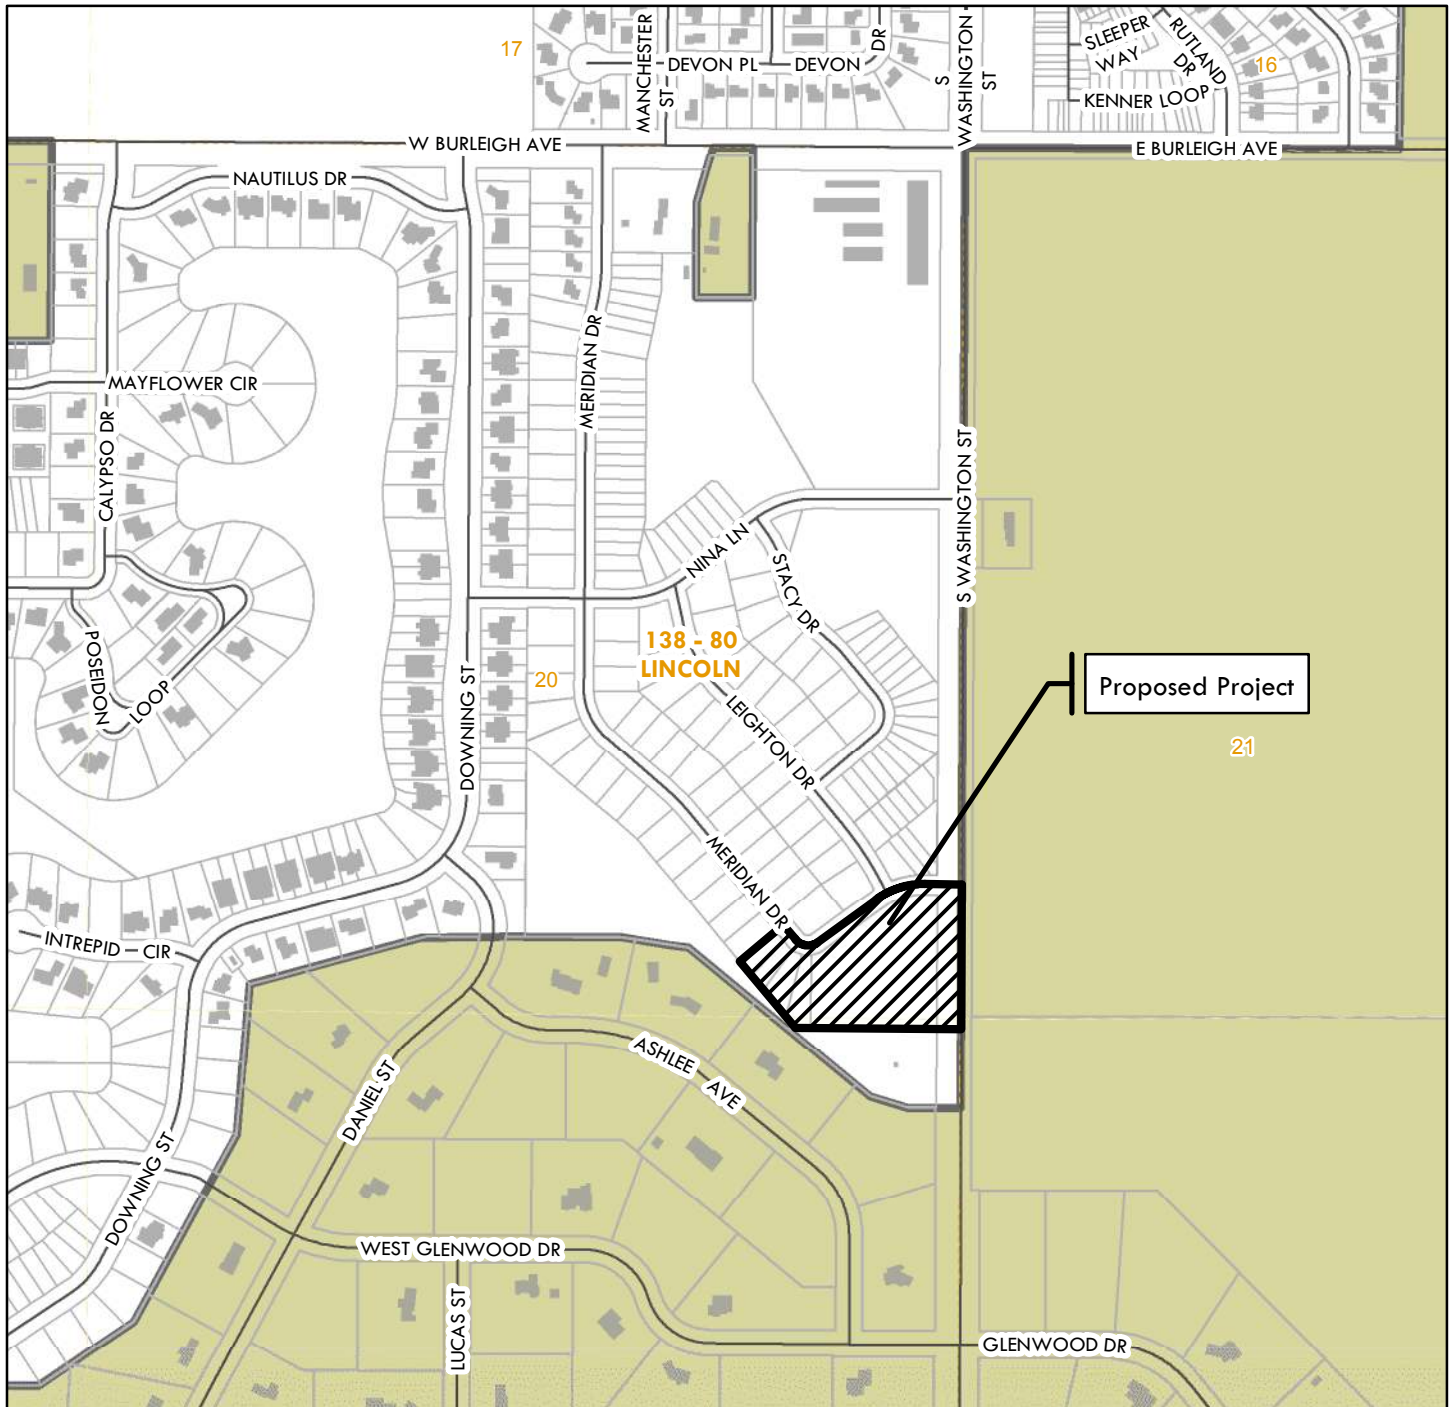 17
MANCHESTER ST
DEVON PL
DEVON DR
S WASHINGTON ST
SLEEPER
WAY
RUTLAND DR
16
KENNER LOOP
W BURLEIGH AVE
E BURLEIGH AVE
NAUTILUS DR
MERIDIAN DR
MAYFLOWER CIR
CALYPSO DR
S WASHINGTON ST
NINA LN
STACY DR
138 - 80
LINCOLN
20
POSEIDON
LOOP
DOWNING ST
LEIGHTON DR
Proposed Project
21
MERIDIAN DR
INTREPID CIR
ASHLEE AVE
DANIEL ST
DOWNING ST
WEST GLENWOOD DR
LUCAS ST
GLENWOOD DR